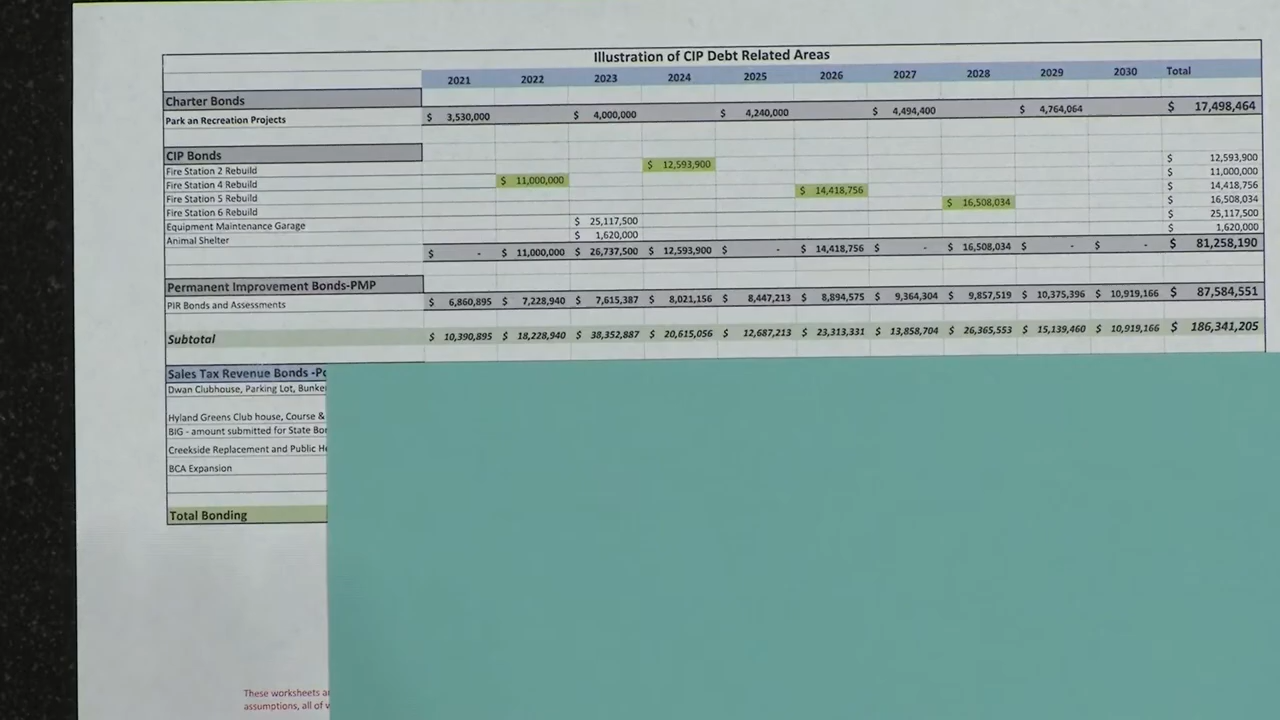 Illustration of CIP Debt Related Areas
2021 2022 2023 2024 2025 2026 2027 2028 2029 2030 Total
Charter Bonds
Park an Recreation Projects $ 3,530,000 $ 4,000,000 $ 4,240,000 $ 4,494,400 $ 4,764,064 $ 17,498,464
CIP Bonds
Fire Station 2 Rebuild $ 12,593,900 $ 12,593,900
Fire Station 4 Rebuild $ 11,000,000 $ 11,000,000
Fire Station 5 Rebuild $ 14,418,756 $ 14,418,756
Fire Station 6 Rebuild $ 16,508,034 $ 16,508,034
Equipment Maintenance Garage $ 25,117,500 $ 25,117,500
Animal Shelter $ 1,620,000 $ 1,620,000
$ - $ 11,000,000 $ 26,737,500 $ 12,593,900 $ - $ 14,418,756 $ - $ 16,508,034 $ - $ - $ 81,258,190
Permanent Improvement Bonds-PMP
PIR Bonds and Assessments $ 6,860,895 $ 7,228,940 $ 7,615,387 $ 8,021,156 $ 8,447,213 $ 8,894,575 $ 9,364,304 $ 9,857,519 $ 10,375,396 $ 10,919,166 $ 87,584,551
Subtotal $ 10,390,895 $ 18,228,940 $ 38,352,887 $ 20,615,056 $ 12,687,213 $ 23,313,331 $ 13,858,704 $ 26,365,553 $ 15,139,460 $ 10,919,166 $ 186,341,205
Sales Tax Revenue Bonds
Dwan Clubhouse, Parking Lot,
Hyland Greens Club house, Course &
BIG - amount submitted for State
Creekside Replacement and Public
BCA Expansion
Total Bonding
These worksheets
assumptions, all of